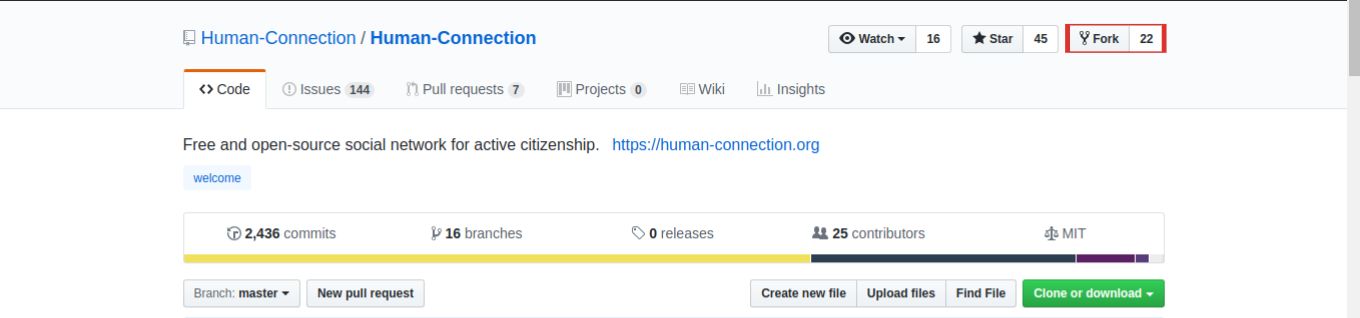 Human-Connection / Human-Connection Watch 16 Star 45 Fork 22
Code Issues 144 Pull requests 7 Projects 0 Wiki Insights
Free and open-source social network for active citizenship. https://human-connection.org
welcome
2,436 commits 16 branches 0 releases 25 contributors MIT
Branch: master New pull request Create new file Upload files Find File Clone or download